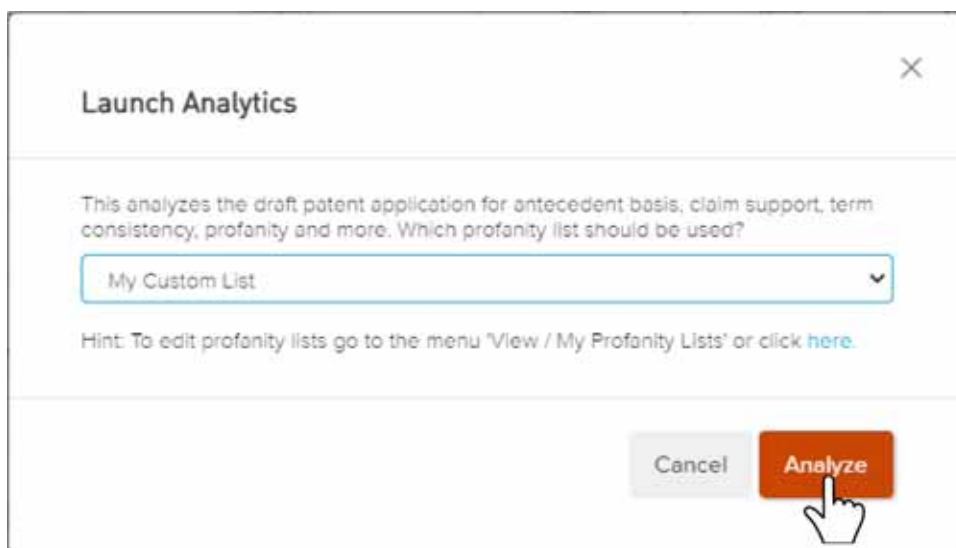 Launch Analytics
This analyzes the draft patent application for antecedent basis, claim support, term
consistency, profanity and more. Which profanity list should be used?
My Custom List
Hint: To edit profanity lists go to the menu 'View / My Profanity Lists' or click here.
Cancel Analyze